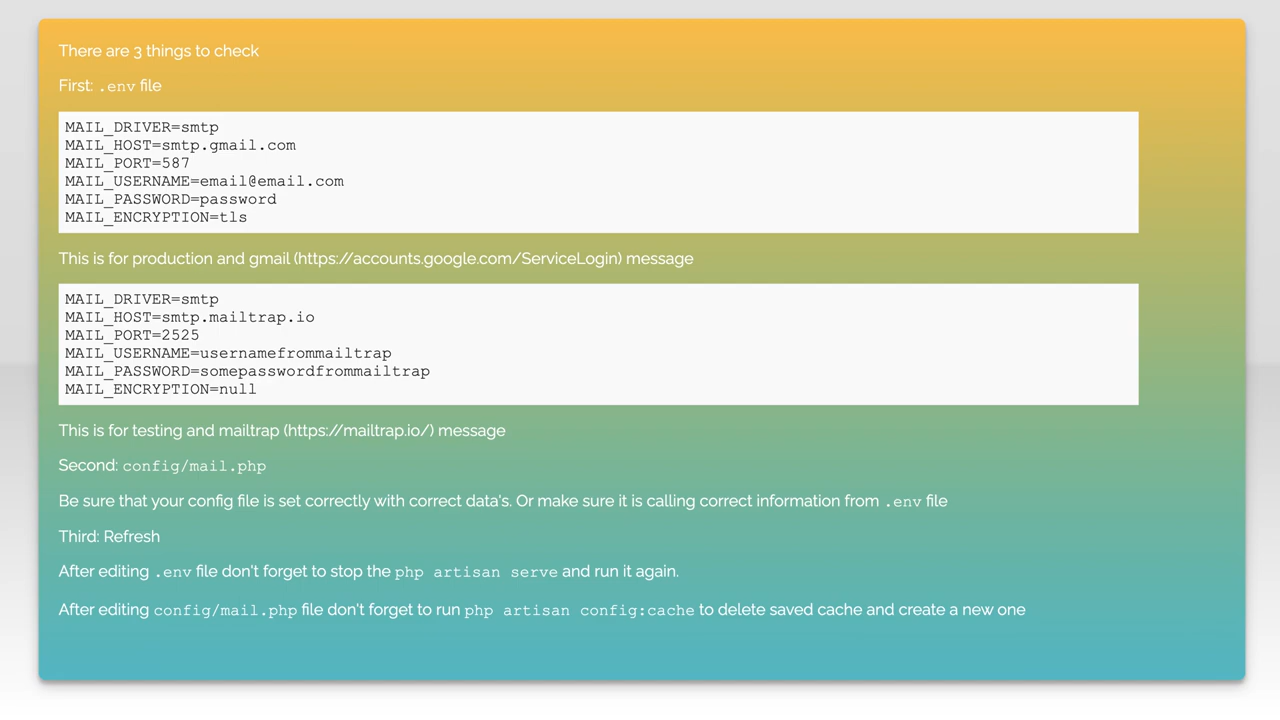 There are 3 things to check
First: .env file
MAIL_DRIVER=smtp
MAIL_HOST=smtp.gmail.com
MAIL_PORT=587
MAIL_USERNAME=email@email.com
MAIL_PASSWORD=password
MAIL_ENCRYPTION=tls
This is for production and gmail (https://accounts.google.com/ServiceLogin) message
MAIL_DRIVER=smtp
MAIL_HOST=smtp.mailtrap.io
MAIL_PORT=2525
MAIL_USERNAME=usernamefrommailtrap
MAIL_PASSWORD=somepasswordfrommailtrap
MAIL_ENCRYPTION=null
This is for testing and mailtrap (https://mailtrap.io/) message
Second: config/mail.php
Be sure that your config file is set correctly with correct data's. Or make sure it is calling correct information from .env file
Third: Refresh
After editing .env file don't forget to stop the php artisan serve and run it again.
After editing config/mail.php file don't forget to run php artisan config:cache to delete saved cache and create a new one